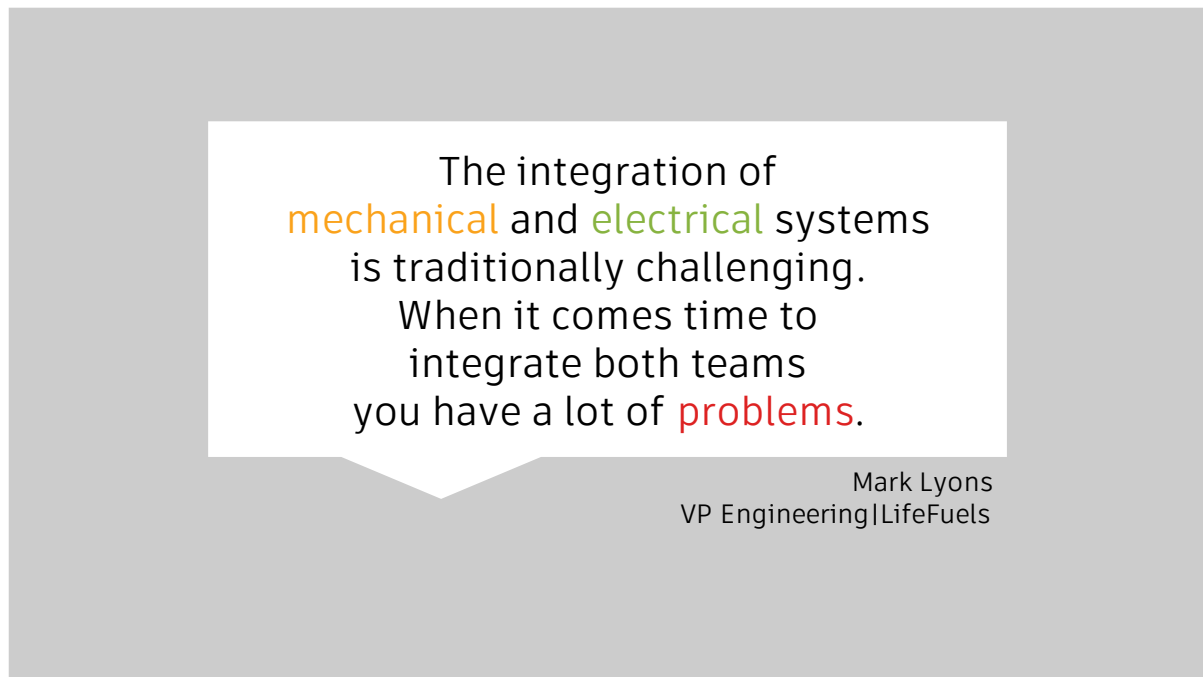 The integration of
mechanical and electrical systems
is traditionally challenging.
When it comes time to
integrate both teams
you have a lot of problems.
Mark Lyons
VP Engineering|LifeFuels